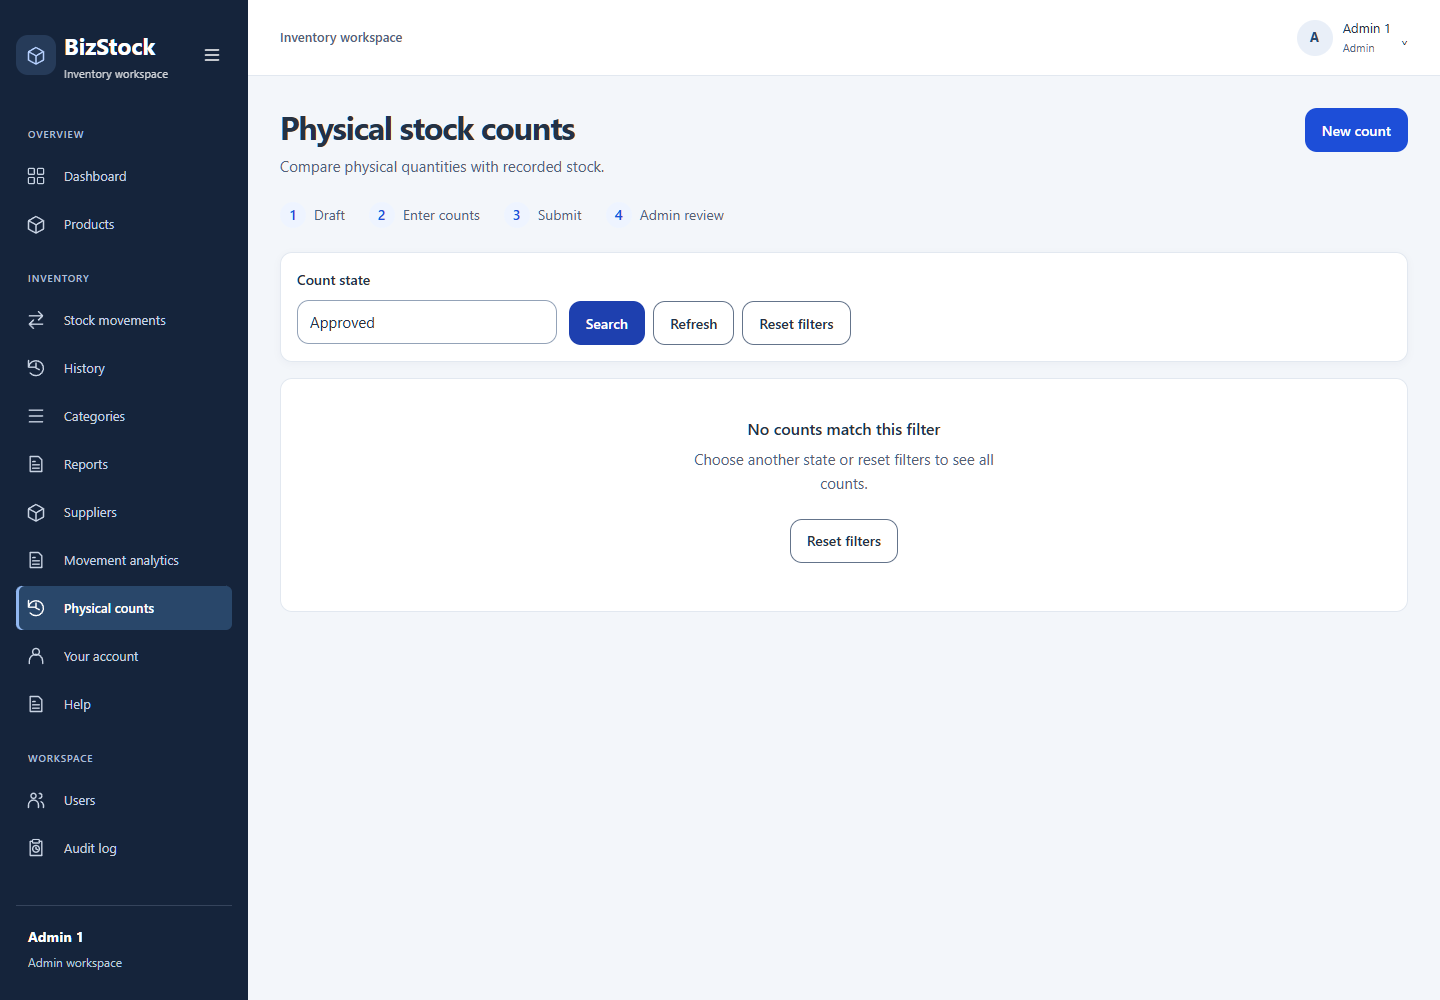 BizStock
Inventory workspace
OVERVIEW
Dashboard
Products
INVENTORY
Stock movements
History
Categories
Reports
Suppliers
Movement analytics
Physical counts
Your account
Help
WORKSPACE
Users
Audit log
Admin 1
Admin workspace
Inventory workspace
A
Admin 1
Admin
Physical stock counts
Compare physical quantities with recorded stock.
New count
1 Draft 2 Enter counts 3 Submit 4 Admin review
Count state
Approved Search Refresh Reset filters
No counts match this filter
Choose another state or reset filters to see all
counts.
Reset filters